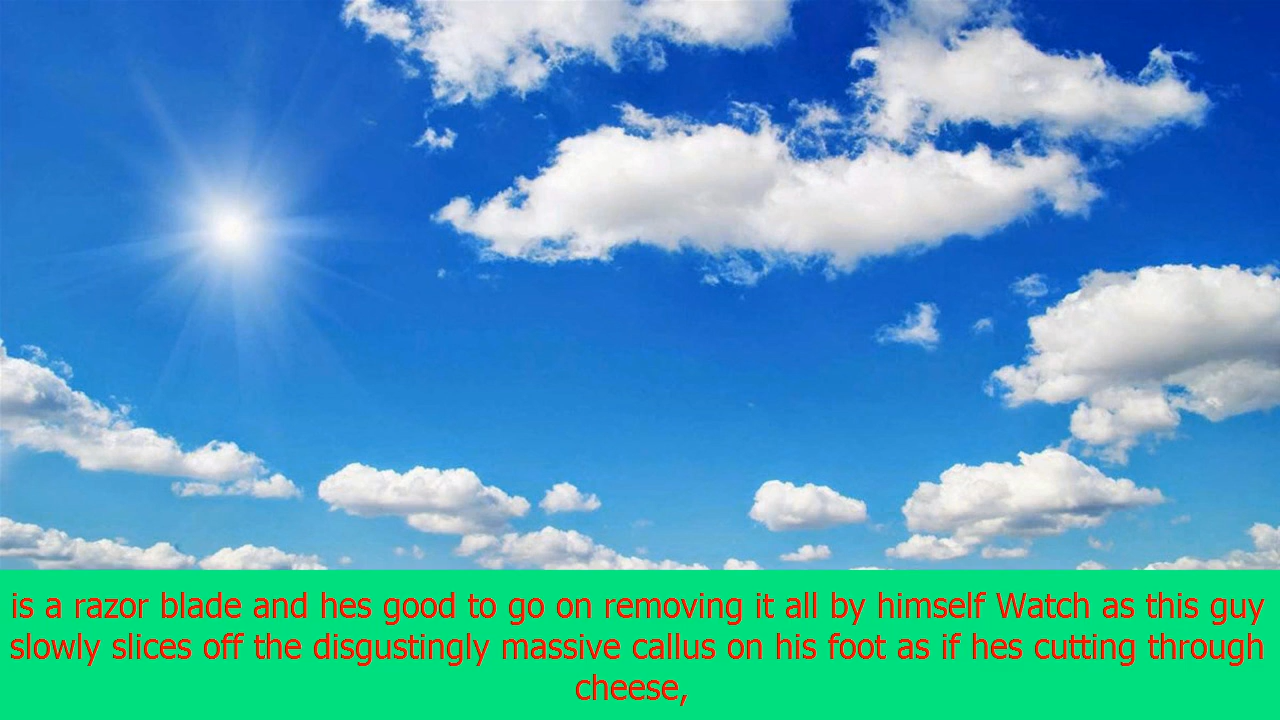 is a razor blade and hes good to go on removing it all by himself Watch as this guy
slowly slices off the disgustingly massive callus on his foot as if hes cutting through
cheese,